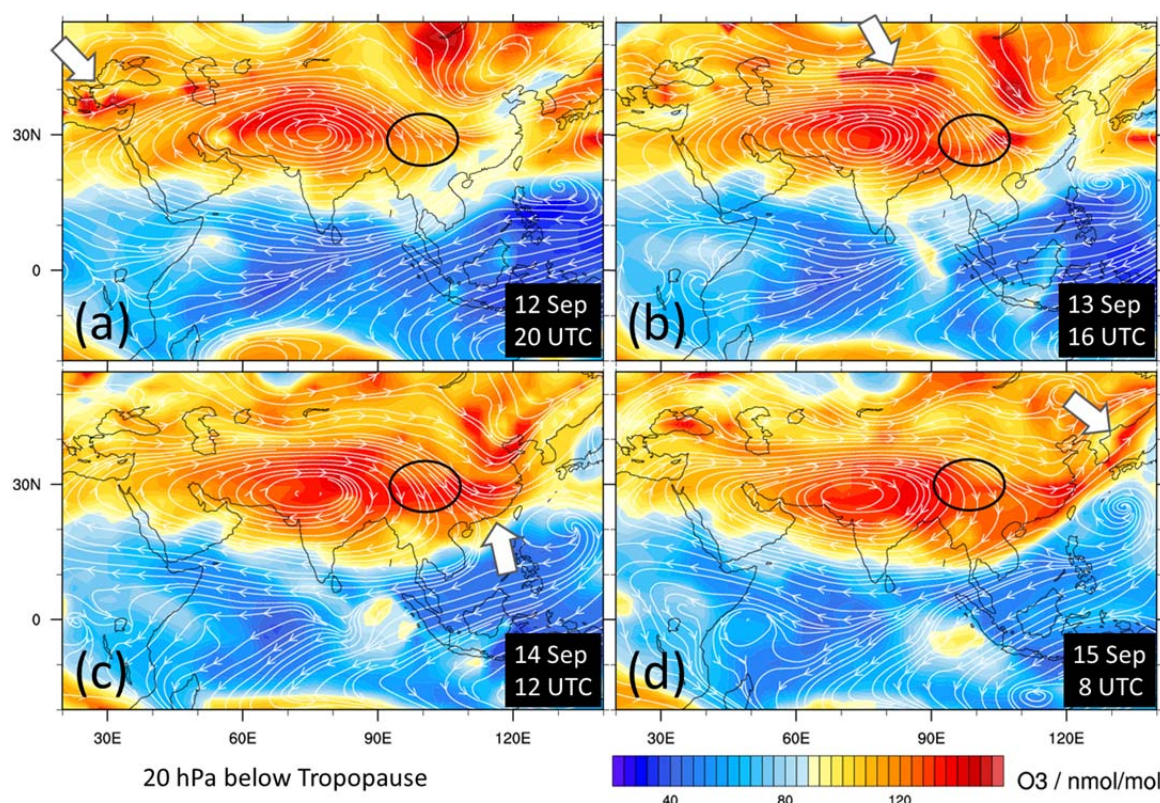 (a)
12 Sep
20 UTC
(b)
13 Sep
16 UTC
30N
0
(c)
14 Sep
12 UTC
(d)
15 Sep
8 UTC
30N
0
30E
60E
90E
120E
30E
60E
90E
120E
20 hPa below Tropopause
40
80
120
O3 / nmol/mol